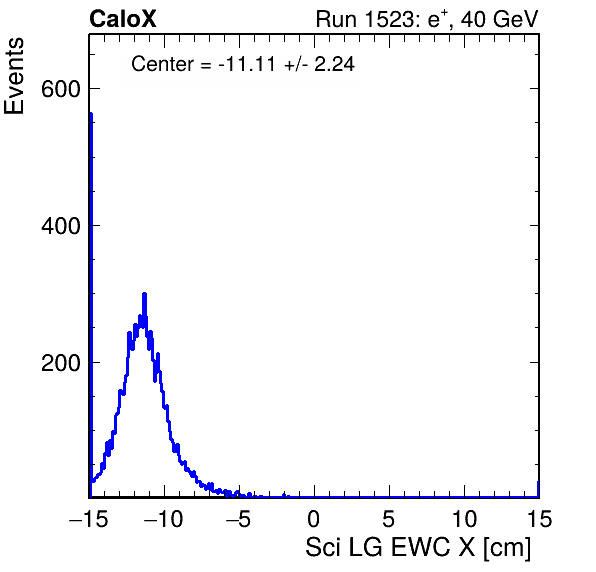 CaloX Run 1523: e⁺, 40 GeV
Center = -11.11 +/- 2.24
Events
600
400
200
−15 −10 −5 0 5 10 15
Sci LG EWC X [cm]